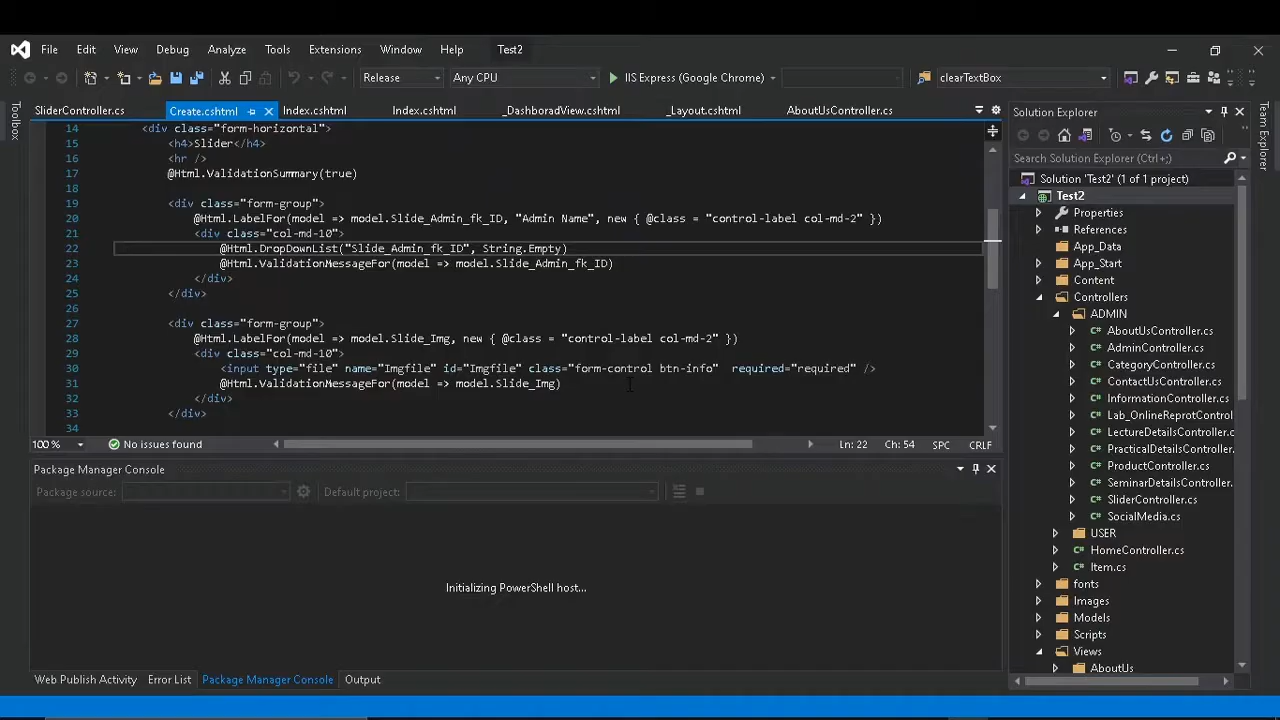 File Edit View Debug Analyze Tools Extensions Window Help Test2
Release Any CPU IIS Express (Google Chrome) clearTextBox
SliderController.cs Create.cshtml Index.cshtml Index.cshtml _DashboradView.cshtml _Layout.cshtml AboutUsController.cs
Toolbox
14 <div class="form-horizontal">
15 <h4>Slider</h4>
16 <hr />
17 @Html.ValidationSummary(true)
18
19 <div class="form-group">
20 @Html.LabelFor(model => model.Slide_Admin_fk_ID, "Admin Name", new { @class = "control-label col-md-2" })
21 <div class="col-md-10">
22 @Html.DropDownList("Slide_Admin_fk_ID", String.Empty)
23 @Html.ValidationMessageFor(model => model.Slide_Admin_fk_ID)
24 </div>
25 </div>
26
27 <div class="form-group">
28 @Html.LabelFor(model => model.Slide_Img, new { @class = "control-label col-md-2" })
29 <div class="col-md-10">
30 <input type="file" name="Imgfile" id="Imgfile" class="form-control btn-info" required="required" />
31 @Html.ValidationMessageFor(model => model.Slide_Img)
32 </div>
33 </div>
34
100 % No issues found Ln: 22 Ch: 54 SPC CRLF
Package Manager Console
Package source: Default project:
Initializing PowerShell host...
Web Publish Activity Error List Package Manager Console Output
Solution Explorer
Search Solution Explorer (Ctrl+;)
Solution 'Test2' (1 of 1 project)
Test2
Properties
References
App_Data
App_Start
Content
Controllers
ADMIN
C# AboutUsController.cs
C# AdminController.cs
C# CategoryController.cs
C# ContactUsController.cs
C# InformationController.cs
C# Lab_OnlineReprotControl
C# LectureDetailsController.c
C# PracticalDetailsController.
C# ProductController.cs
C# SeminarDetailsController.
C# SliderController.cs
C# SocialMedia.cs
USER
C# HomeController.cs
C# Item.cs
fonts
Images
Models
Scripts
Views
AboutUs
Team Explorer